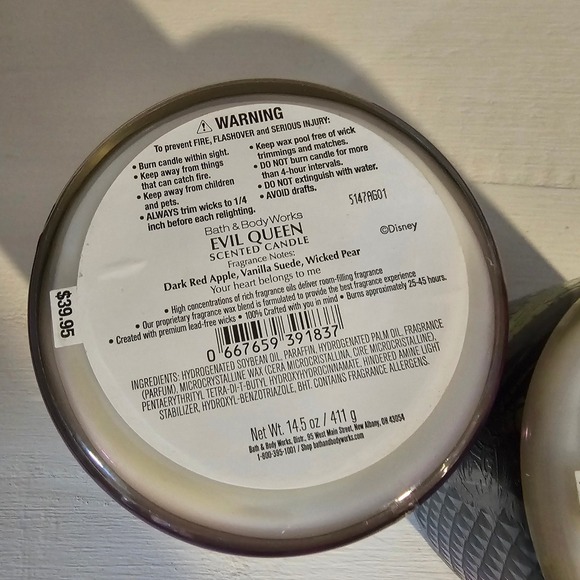 ⚠ WARNING
To prevent FIRE, FLASHOVER and SERIOUS INJURY:
• Burn candle within sight.
• Keep away from things
that can catch fire.
• Keep away from children
and pets.
• ALWAYS trim wicks to 1/4
inch before each relighting.
• Keep wax pool free of wick
trimmings and matches.
• DO NOT burn candle for more
than 4-hour intervals.
• DO NOT extinguish with water.
• AVOID drafts.
5147AG01
Bath & Body Works
EVIL QUEEN
SCENTED CANDLE
©Disney
Fragrance Notes:
Dark Red Apple, Vanilla Suede, Wicked Pear
Your heart belongs to me
• High concentrations of rich fragrance oils deliver room-filling fragrance
• Our proprietary fragrance wax blend is formulated to provide the best fragrance experience
• Created with premium lead-free wicks • 100% Crafted with you in mind • Burns approximately 25-45 hours.
$39.95
0 667659 391837
INGREDIENTS: HYDROGENATED SOYBEAN OIL, PARAFFIN, HYDROGENATED PALM OIL, FRAGRANCE
(PARFUM), MICROCRYSTALLINE WAX (CERA MICROCRISTALLINA, CIRE MICROCRISTALLINE),
PENTAERYTHRITYL TETRA-DI-T-BUTYL HYDROXYHYDROCINNAMATE, HINDERED AMINE LIGHT
STABILIZER, HYDROXYL-BENZOTRIAZOLE, BHT. CONTAINS FRAGRANCE ALLERGENS.
Net Wt. 14.5 oz / 411 g
Bath & Body Works, Distr., 95 West Main Street, New Albany, OH 43054
1-800-395-1001 / Shop bathandbodyworks.com